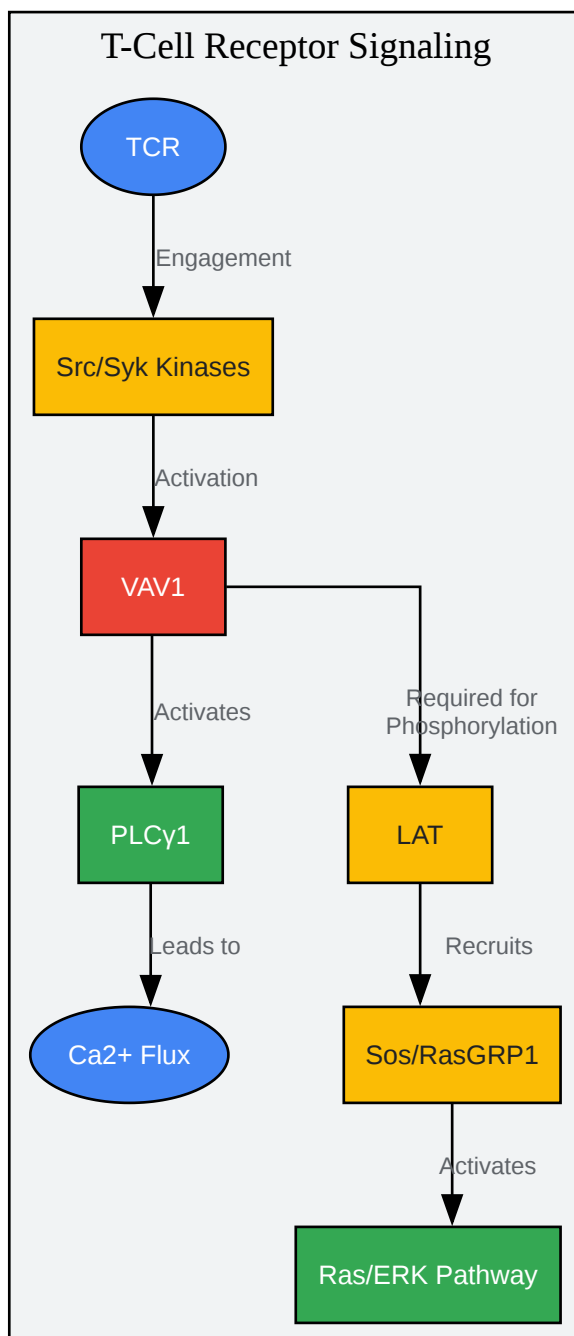 T-Cell Receptor Signaling
TCR
Engagement
Src/Syk Kinases
Activation
VAV1
Activates
Required for
Phosphorylation
PLCγ1
LAT
Leads to
Recruits
Ca2+ Flux
Sos/RasGRP1
Activates
Ras/ERK Pathway